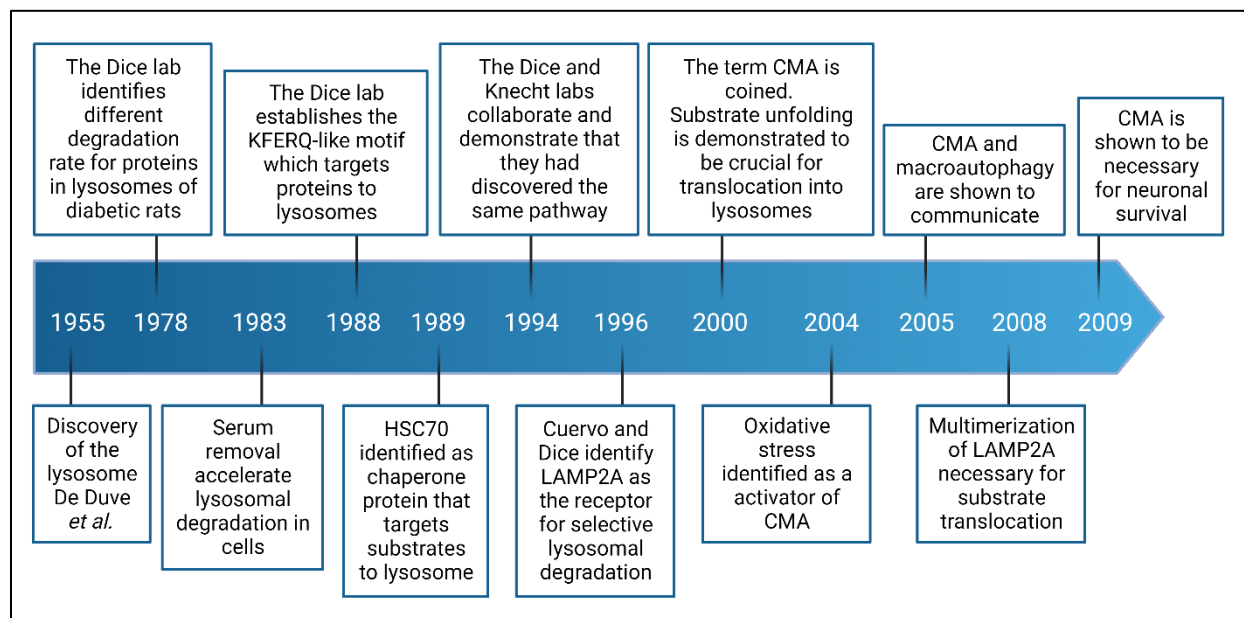 The Dice lab
identifies
different
degradation
rate for proteins
in lysosomes of
diabetic rats
The Dice lab
establishes the
KFERQ-like motif
which targets
proteins to
lysosomes
The Dice and
Knecht labs
collaborate and
demonstrate that
they had
discovered the
same pathway
The term CMA is
coined.
Substrate unfolding
is demonstrated to
be crucial for
translocation into
lysosomes
CMA and
macroautophagy
are shown to
communicate
CMA is
shown to be
necessary
for neuronal
survival
1955 1978 1983 1988 1989 1994 1996 2000 2004 2005 2008 2009
Discovery
of the
lysosome
De Duve
et al.
Serum
removal
accelerate
lysosomal
degradation in
cells
HSC70
identified as
chaperone
protein that
targets
substrates
to lysosome
Cuervo and
Dice identify
LAMP2A as
the receptor
for selective
lysosomal
degradation
Oxidative
stress
identified as a
activator of
CMA
Multimerization
of LAMP2A
necessary for
substrate
translocation